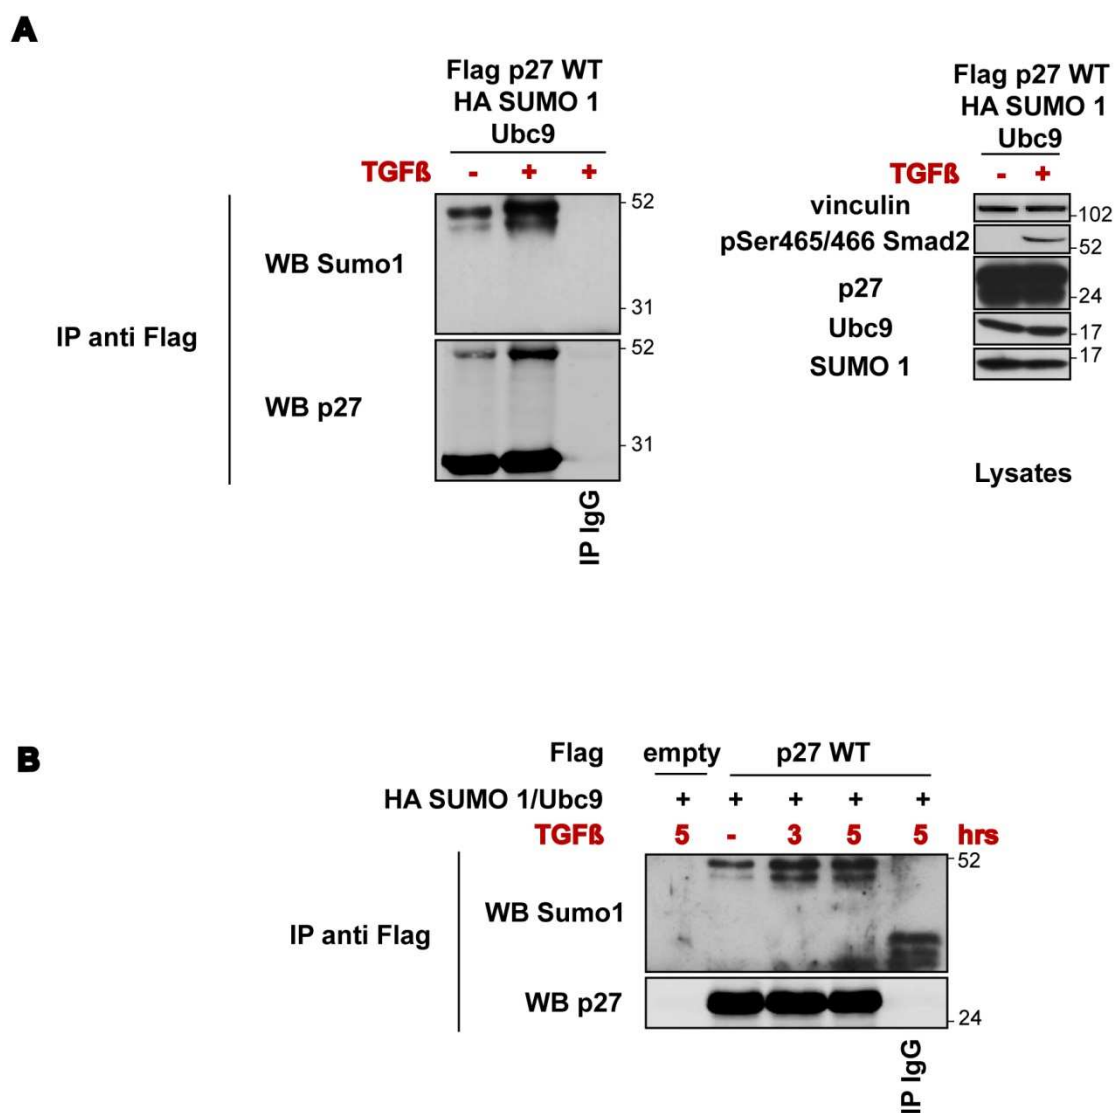 A
Flag p27 WT
HA SUMO 1
Ubc9
TGFß - + +
52
WB Sumo1
31
IP anti Flag
52
WB p27
31
IP IgG
Flag p27 WT
HA SUMO 1
Ubc9
TGFß - +
vinculin 102
pSer465/466 Smad2 52
p27 24
Ubc9 17
SUMO 1 17
Lysates
B
Flag empty p27 WT
HA SUMO 1/Ubc9 + + + + +
TGFß 5 - 3 5 5 hrs
52
WB Sumo1
IP anti Flag
WB p27
24
IP IgG